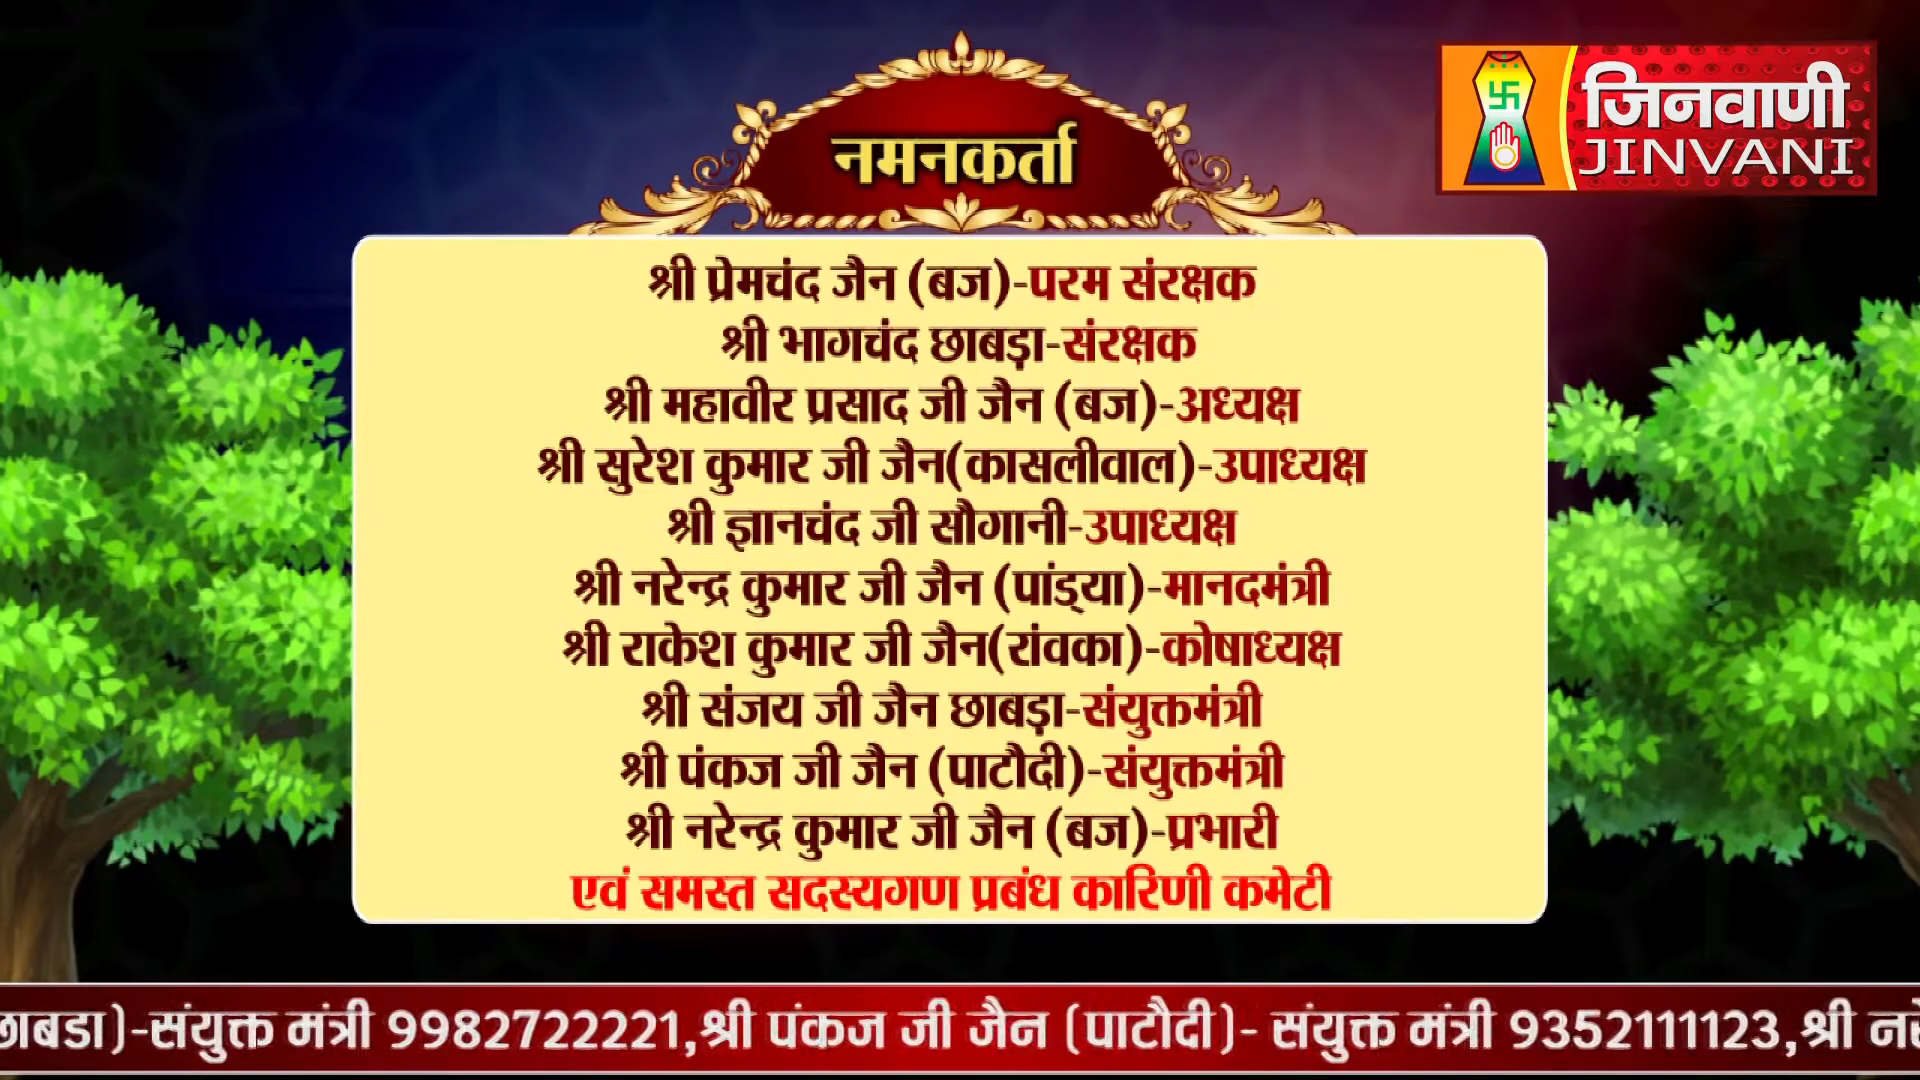 नमनकर्ता
जिनवाणी
JINVANI
श्री प्रेमचंद जैन (बज)-परम संरक्षक
श्री भागचंद छाबड़ा-संरक्षक
श्री महावीर प्रसाद जी जैन (बज)-अध्यक्ष
श्री सुरेश कुमार जी जैन(कासलीवाल)-उपाध्यक्ष
श्री ज्ञानचंद जी सौगानी-उपाध्यक्ष
श्री नरेन्द्र कुमार जी जैन (पांड्या)-मानदमंत्री
श्री राकेश कुमार जी जैन(रांवका)-कोषाध्यक्ष
श्री संजय जी जैन छाबड़ा-संयुक्तमंत्री
श्री पंकज जी जैन (पाटौदी)-संयुक्तमंत्री
श्री नरेन्द्र कुमार जी जैन (बज)-प्रभारी
एवं समस्त सदस्यगण प्रबंध कारिणी कमेटी
छाबडा)-संयुक्त मंत्री 9982722221,श्री पंकज जी जैन (पाटौदी)- संयुक्त मंत्री 9352111123,श्री